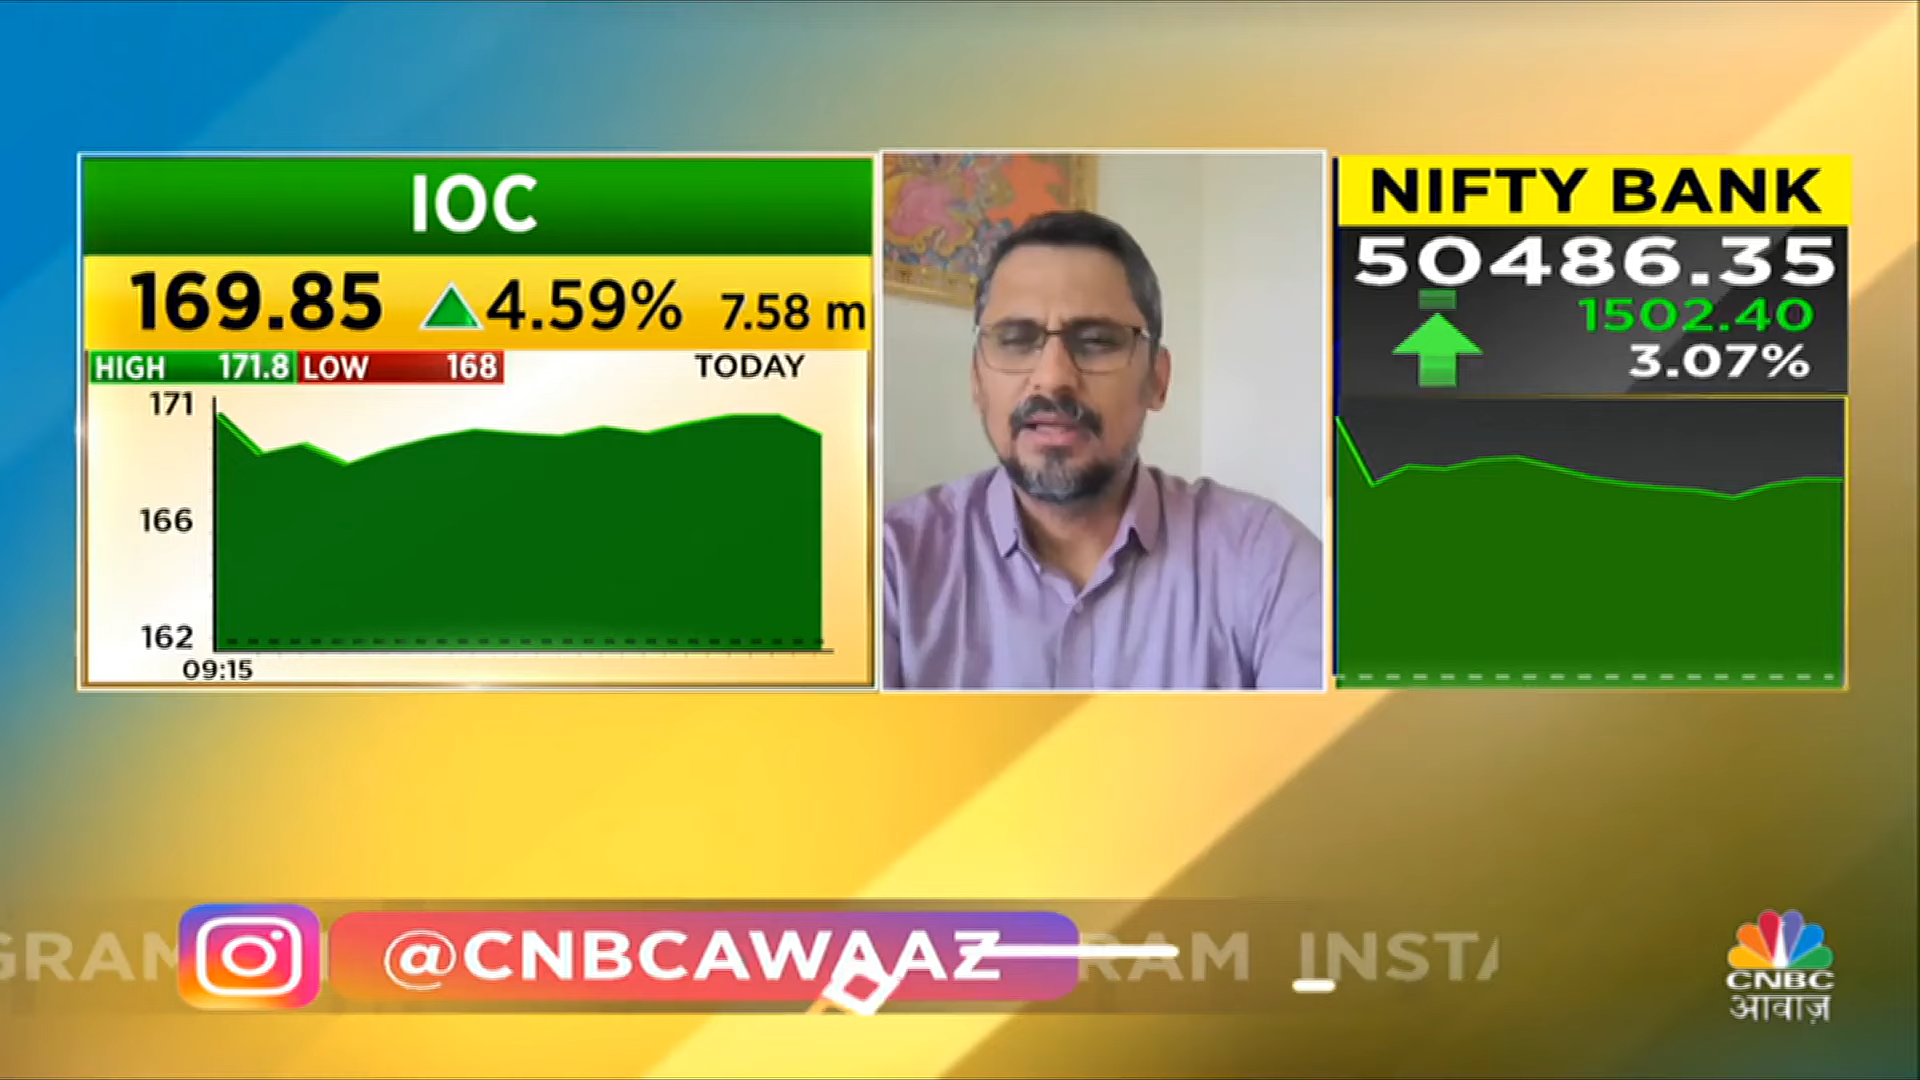 IOC
169.85 ▲4.59% 7.58 m
HIGH 171.8 LOW 168 TODAY
171
166
162
09:15
NIFTY BANK
50486.35
1502.40
3.07%
GRAM
@CNBCAWAAZ
RAM INSTA
CNBC
आवाज़